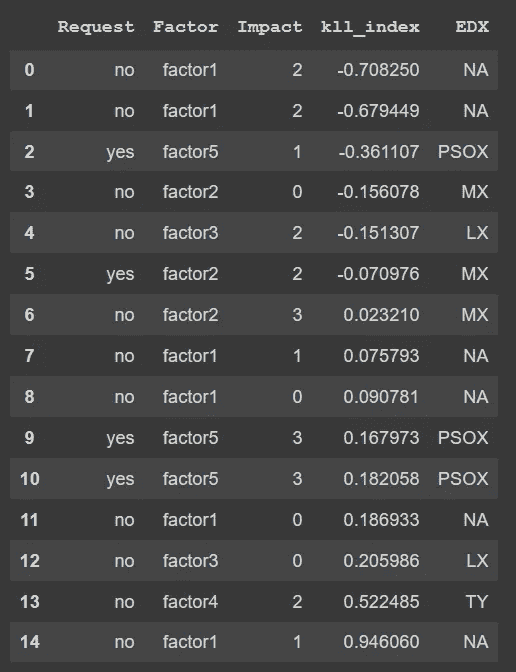 Request Factor Impact kll_index EDX
0 no factor1 2 -0.708250 NA
1 no factor1 2 -0.679449 NA
2 yes factor5 1 -0.361107 PSOX
3 no factor2 0 -0.156078 MX
4 no factor3 2 -0.151307 LX
5 yes factor2 2 -0.070976 MX
6 no factor2 3 0.023210 MX
7 no factor1 1 0.075793 NA
8 no factor1 0 0.090781 NA
9 yes factor5 3 0.167973 PSOX
10 yes factor5 3 0.182058 PSOX
11 no factor1 0 0.186933 NA
12 no factor3 0 0.205986 LX
13 no factor4 2 0.522485 TY
14 no factor1 1 0.946060 NA